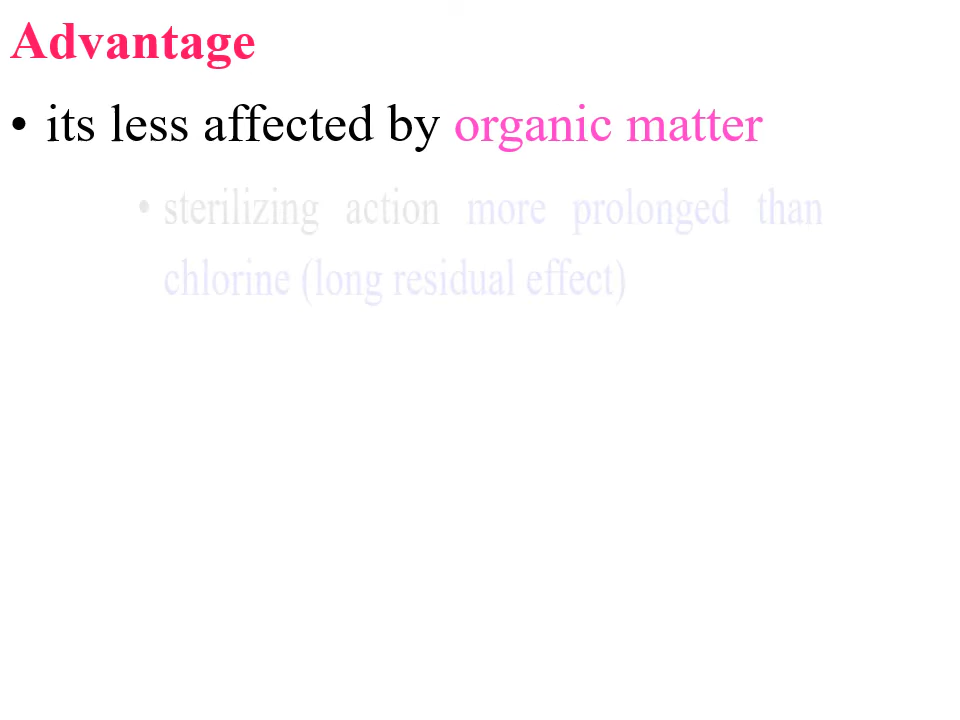 Advantage
• its less affected by organic matter
• sterilizing action more prolonged than
chlorine (long residual effect)